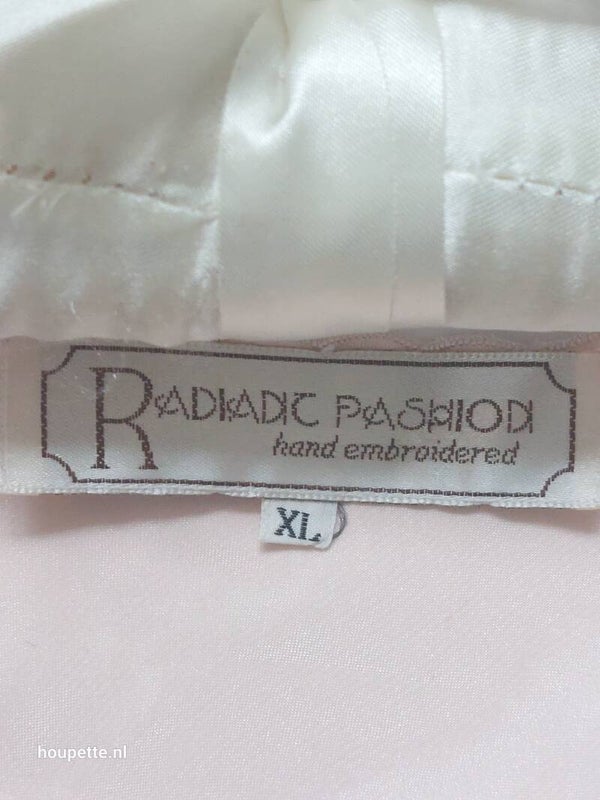 RADIANT FASHION
hand embroidered
XL
houpette.nl